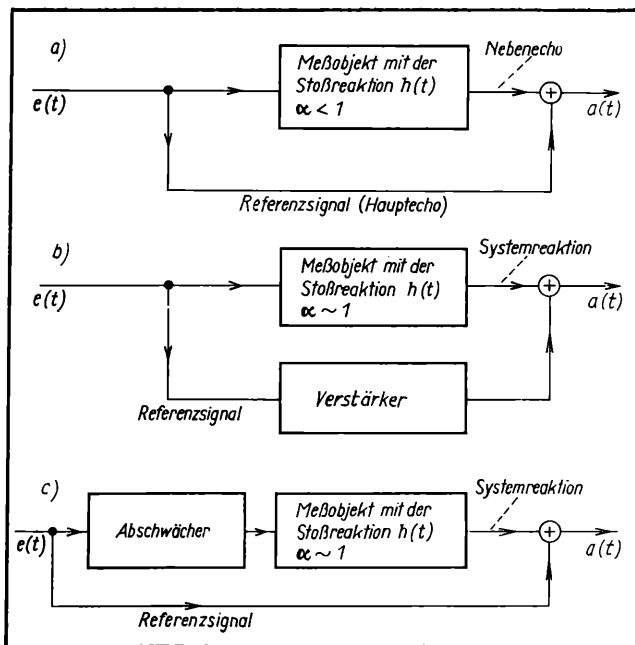 a)
Nebenecho
Meßobjekt mit der
Stoßreaktion h(t)
α < 1
e(t)
a(t)
Referenzsignal (Hauptecho)
b)
Systemreaktion
Meßobjekt mit der
Stoßreaktion h(t)
α ~ 1
e(t)
a(t)
Verstärker
Referenzsignal
c)
Systemreaktion
Abschwächer
Meßobjekt mit der
Stoßreaktion h(t)
α ~ 1
e(t)
a(t)
Referenzsignal